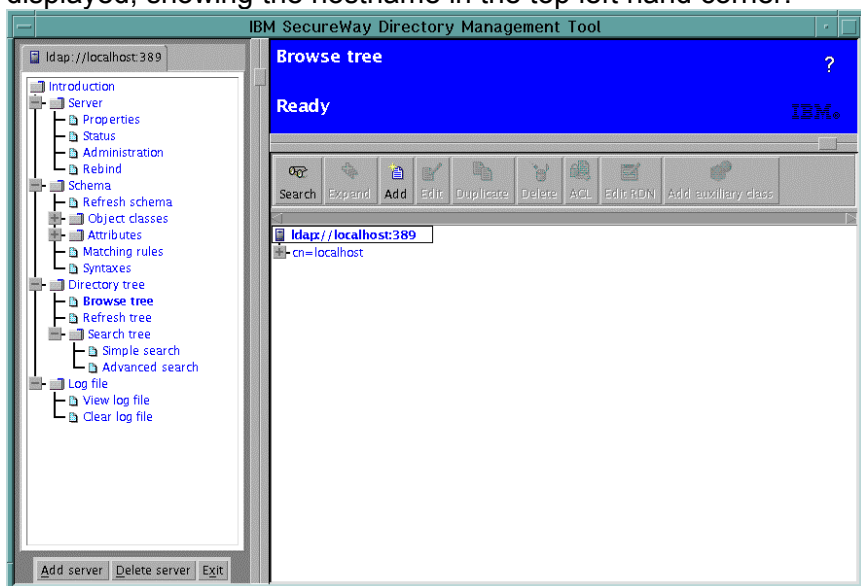 displayed, showing the hostname in the top left hand corner.
IBM SecureWay Directory Management Tool
ldap://localhost:389
Introduction
Server
Properties
Status
Administration
Rebind
Schema
Refresh schema
Object classes
Attributes
Matching rules
Syntaxes
Directory tree
Browse tree
Refresh tree
Search tree
Simple search
Advanced search
Log file
View log file
Clear log file
Add server Delete server Exit
Browse tree
?
Ready
IBM
Search Expand Add Edit Duplicate Delete ACL Edit RDN Add auxiliary class
ldap://localhost:389
cn=localhost